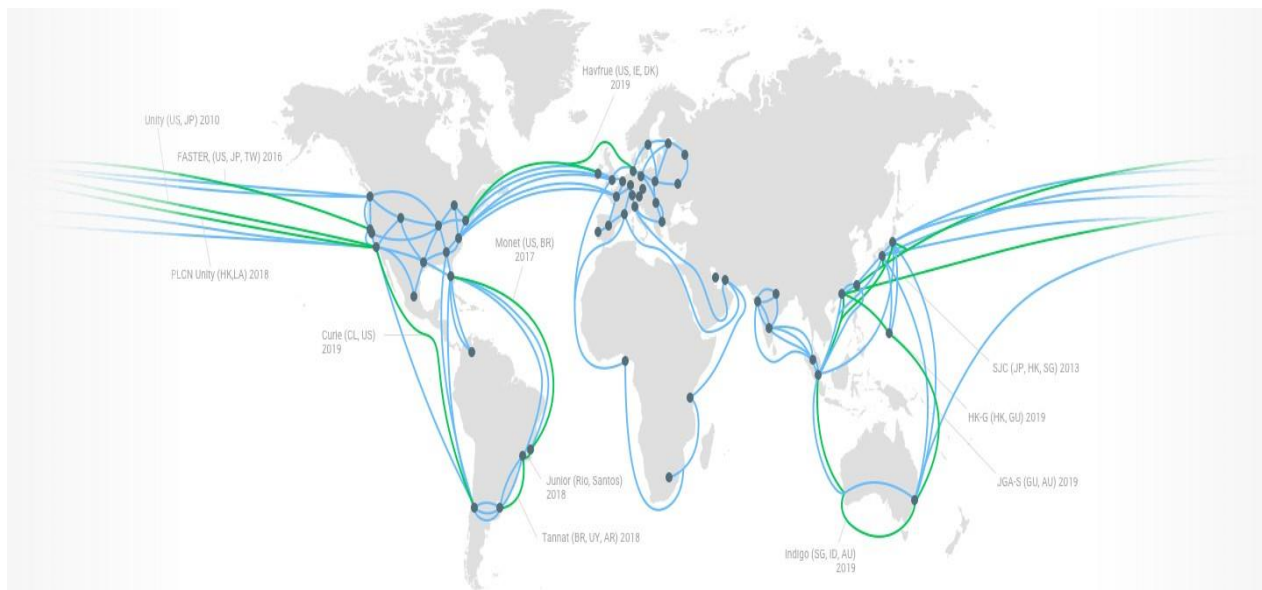 Havfrue (US, IE, DK)
2019
Unity (US, JP) 2010
FASTER, (US, JP, TW) 2016
Monet (US, BR)
2017
PLCN Unity (HK,LA) 2018
Curie (CL, US)
2019
SJC (JP, HK, SG) 2013
HK-G (HK, GU) 2019
Junior (Rio, Santos)
2018
JGA-S (GU, AU) 2019
Tannat (BR, UY, AR) 2018
Indigo (SG, ID, AU)
2019